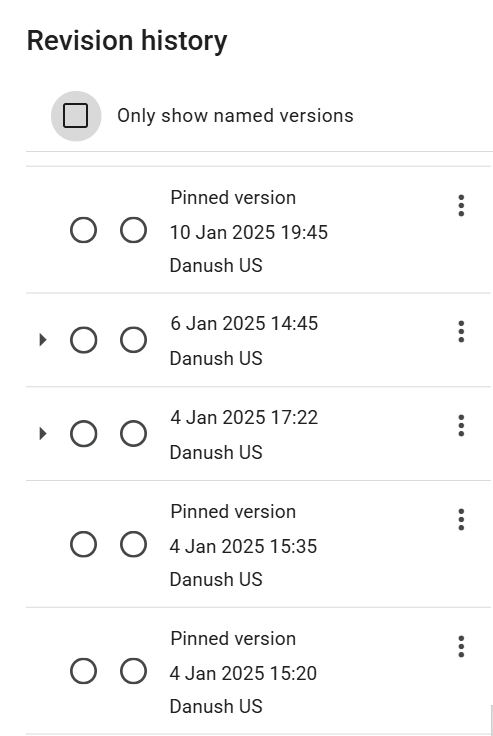 Revision history
Only show named versions
Pinned version
10 Jan 2025 19:45
Danush US
6 Jan 2025 14:45
Danush US
4 Jan 2025 17:22
Danush US
Pinned version
4 Jan 2025 15:35
Danush US
Pinned version
4 Jan 2025 15:20
Danush US